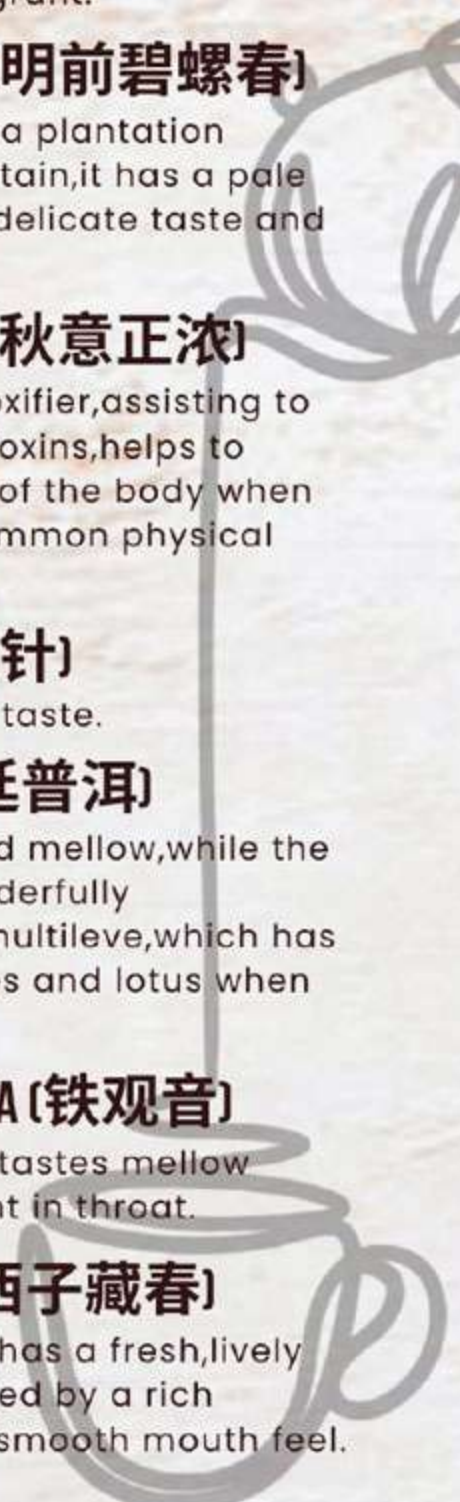 明前碧螺春)
a plantation
tain,it has a pale
delicate taste and
秋意正浓)
xifier,assisting to
oxins,helps to
of the body when
mmon physical
针)
taste.
普洱)
d mellow,while the
derfully
multileve,which has
s and lotus when
A (铁观音)
tastes mellow
nt in throat.
西子藏春)
has a fresh,lively
ed by a rich
smooth mouth feel.